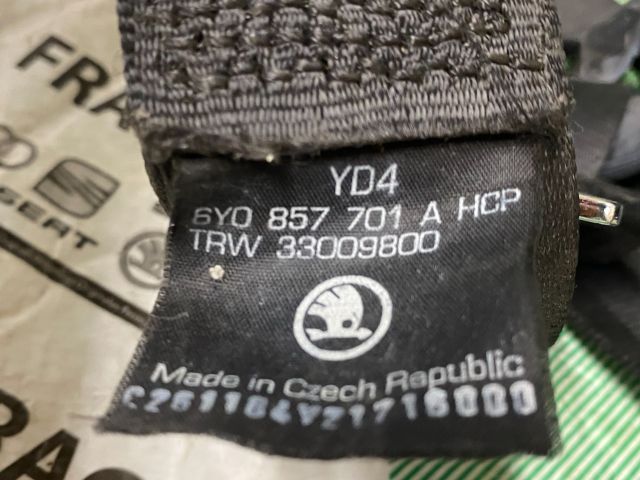 FRA
SEAT
YD4
6Y0 857 701 A HCP
TRW 33009800
Made in Czech Republic